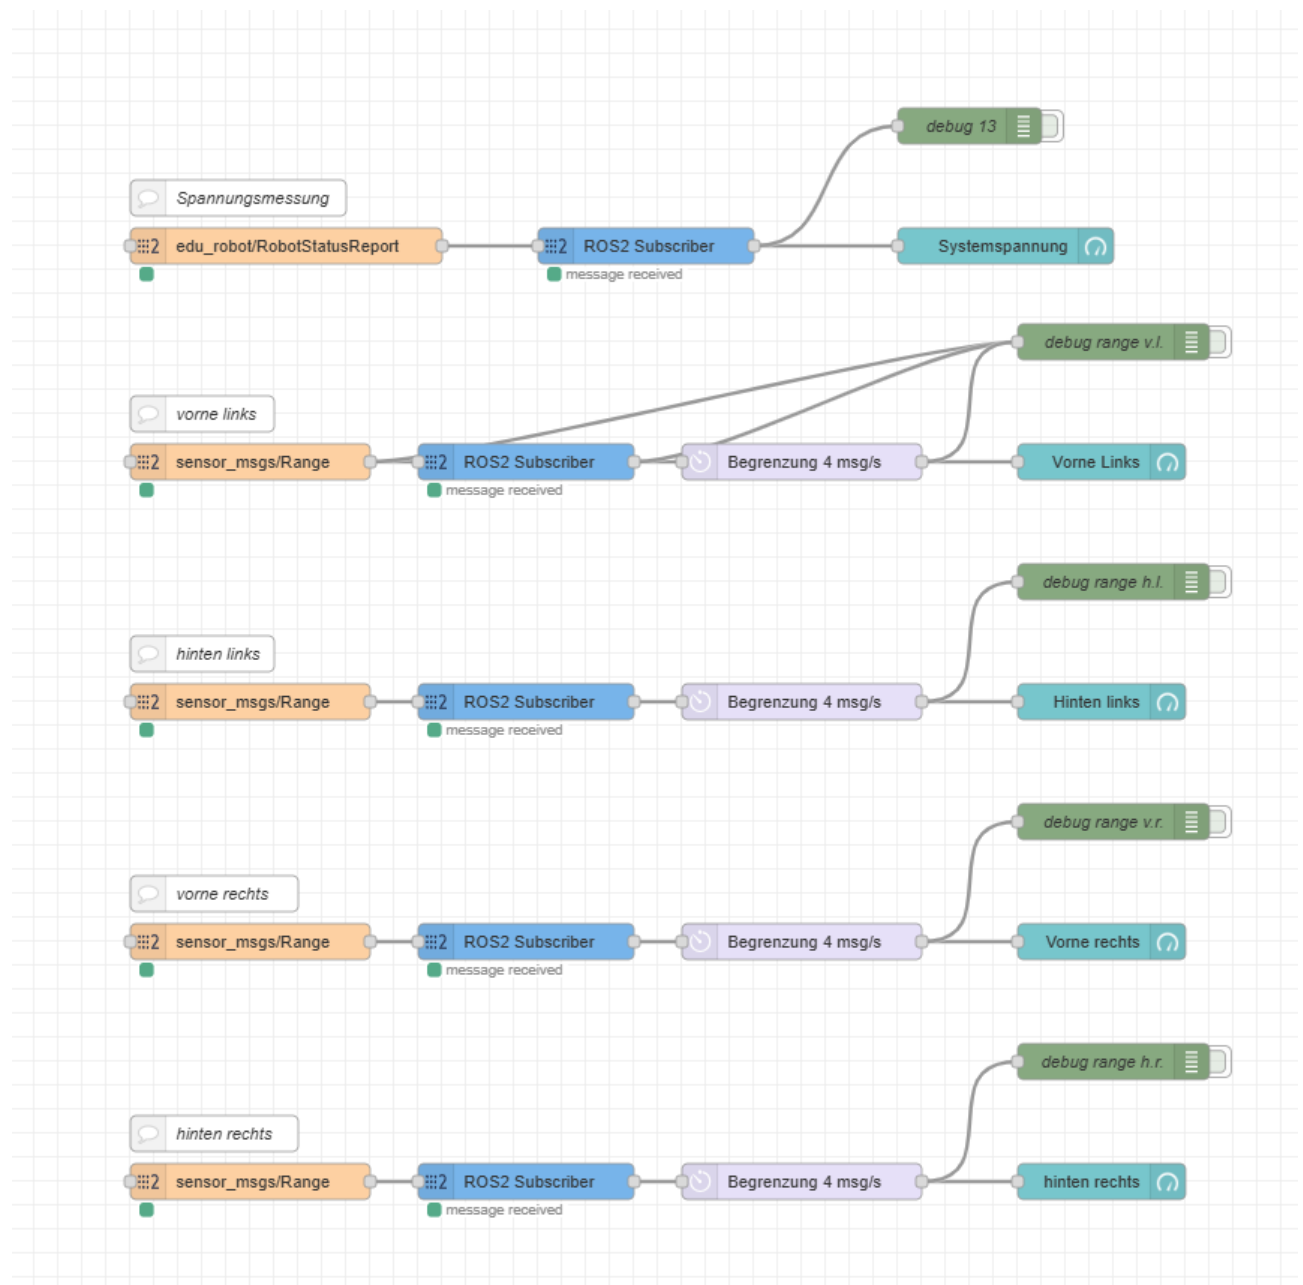 debug 13
Spannungsmessung
2 edu_robot/RobotStatusReport
2 ROS2 Subscriber
Systemspannung
message received
debug range v.l.
vorne links
2 sensor_msgs/Range
2 ROS2 Subscriber
Begrenzung 4 msg/s
Vorne Links
message received
debug range h.l.
hinten links
2 sensor_msgs/Range
2 ROS2 Subscriber
Begrenzung 4 msg/s
Hinten links
message received
debug range v.r.
vorne rechts
2 sensor_msgs/Range
2 ROS2 Subscriber
Begrenzung 4 msg/s
Vorne rechts
message received
debug range h.r.
hinten rechts
2 sensor_msgs/Range
2 ROS2 Subscriber
Begrenzung 4 msg/s
hinten rechts
message received